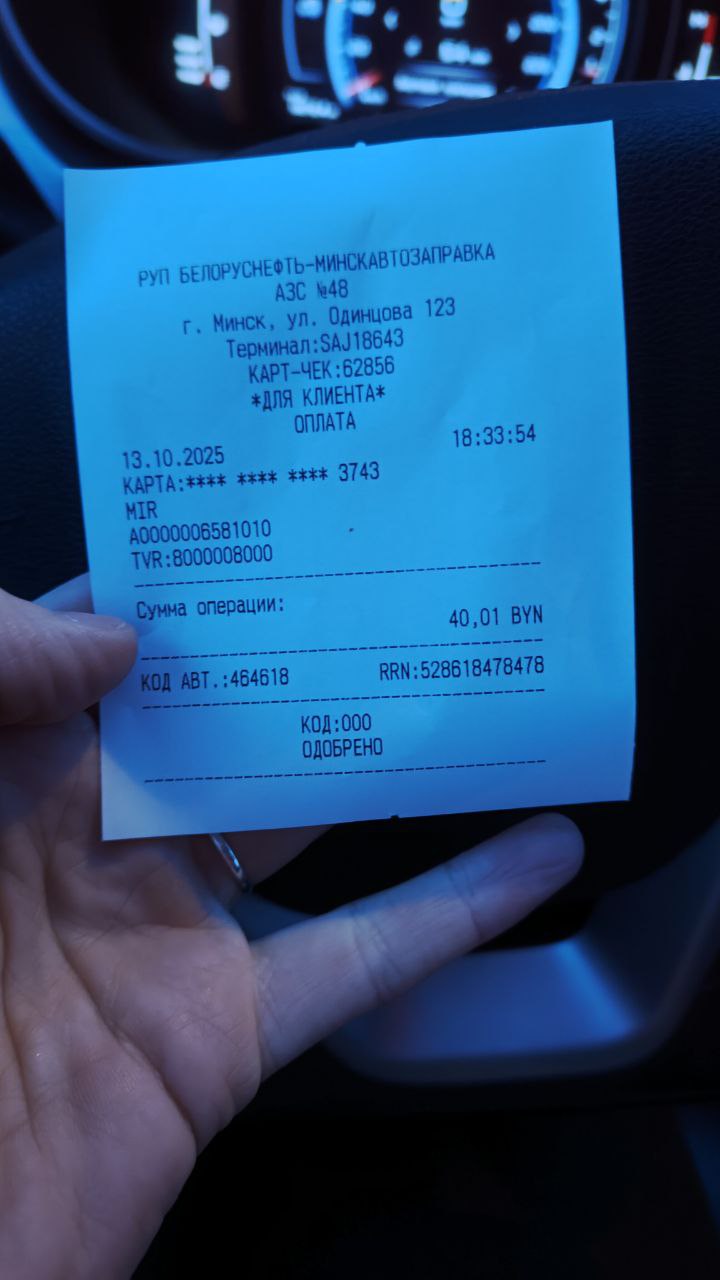 РУП БЕЛОРУСНЕФТЬ-МИНСКАВТОЗАПРАВКА
АЗС №48
г. Минск, ул. Одинцова 123
Терминал:SAJ18643
КАРТ-ЧЕК:62856
*ДЛЯ КЛИЕНТА*
ОПЛАТА
13.10.2025 18:33:54
КАРТА:**** **** **** 3743
MIR
A0000006581010
TVR:8000008000
Сумма операции:
40,01 BYN
КОД АВТ.:464618 RRN:528618478478
КОД:000
ОДОБРЕНО